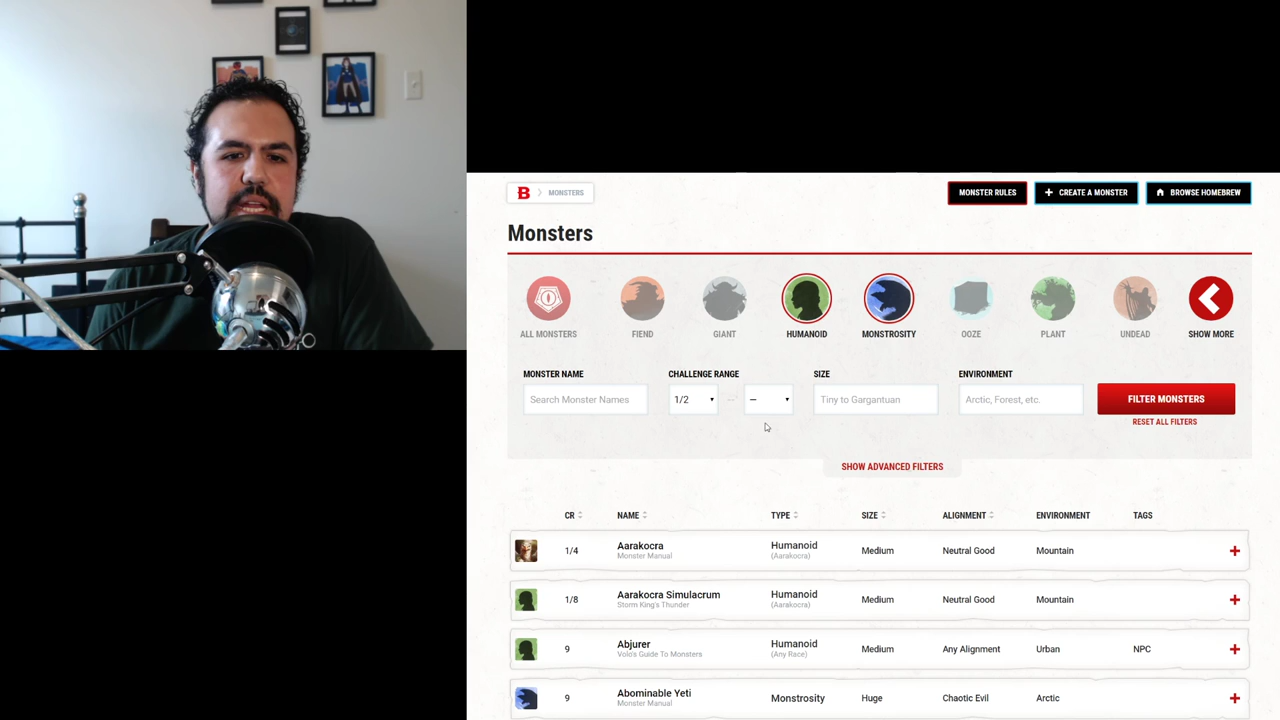 B MONSTERS
MONSTER RULES
+ CREATE A MONSTER
BROWSE HOMEBREW
Monsters
ALL MONSTERS
FIEND
GIANT
HUMANOID
MONSTROSITY
OOZE
PLANT
UNDEAD
SHOW MORE
MONSTER NAME
CHALLENGE RANGE
SIZE
ENVIRONMENT
Search Monster Names
1/2
—
Tiny to Gargantuan
Arctic, Forest, etc.
FILTER MONSTERS
RESET ALL FILTERS
SHOW ADVANCED FILTERS
CR NAME TYPE SIZE ALIGNMENT ENVIRONMENT TAGS
1/4 Aarakocra Humanoid Medium Neutral Good Mountain +
Monster Manual (Aarakocra)
1/8 Aarakocra Simulacrum Humanoid Medium Neutral Good Mountain +
Storm King's Thunder (Aarakocra)
9 Abjurer Humanoid Medium Any Alignment Urban NPC +
Volo's Guide To Monsters (Any Race)
9 Abominable Yeti Monstrosity Huge Chaotic Evil Arctic +
Monster Manual